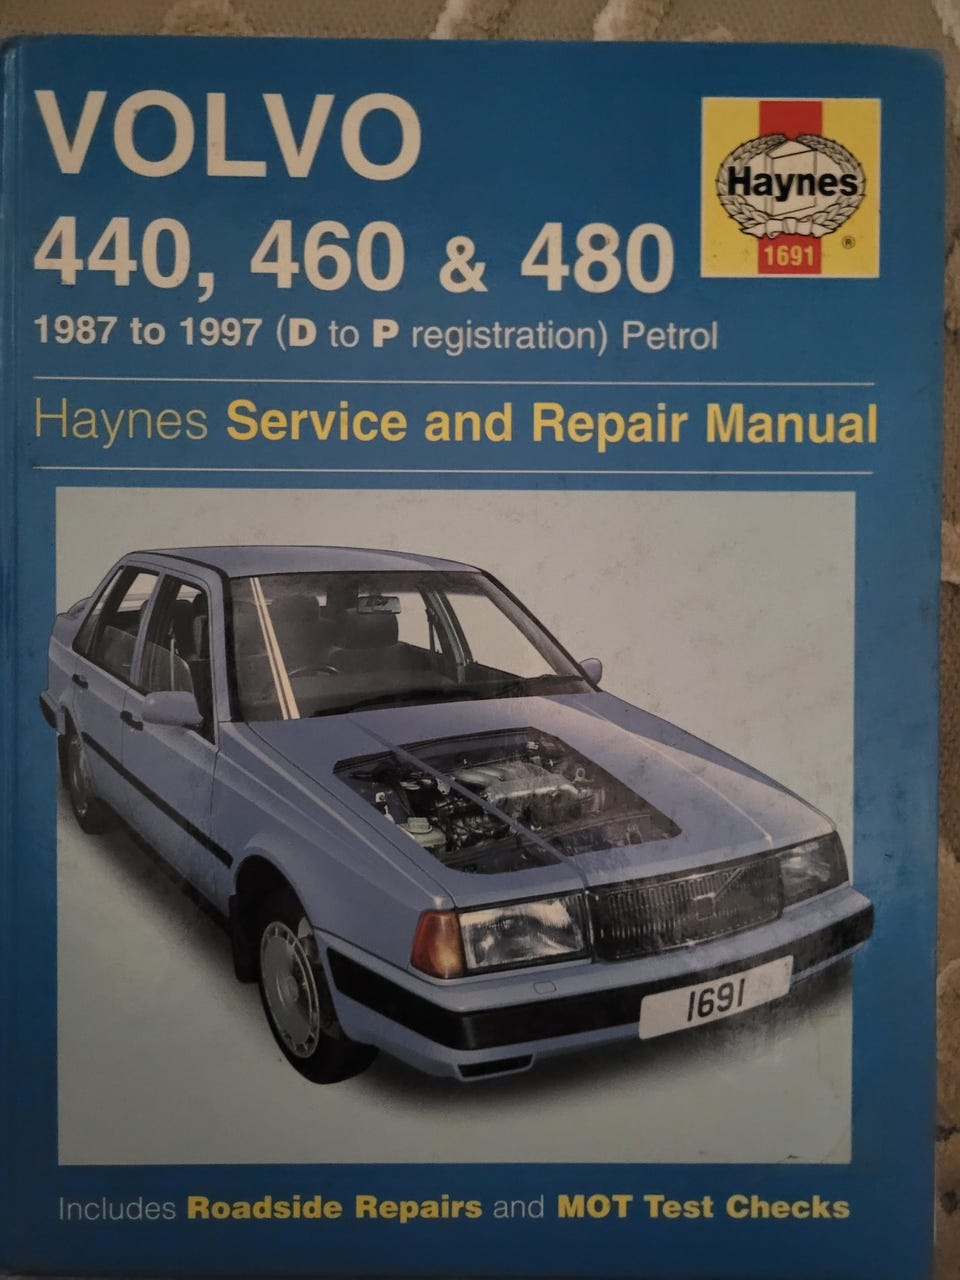 VOLVO
440, 460 & 480
1987 to 1997 (D to P registration) Petrol
Haynes
1691
®
Haynes Service and Repair Manual
1691
Includes Roadside Repairs and MOT Test Checks